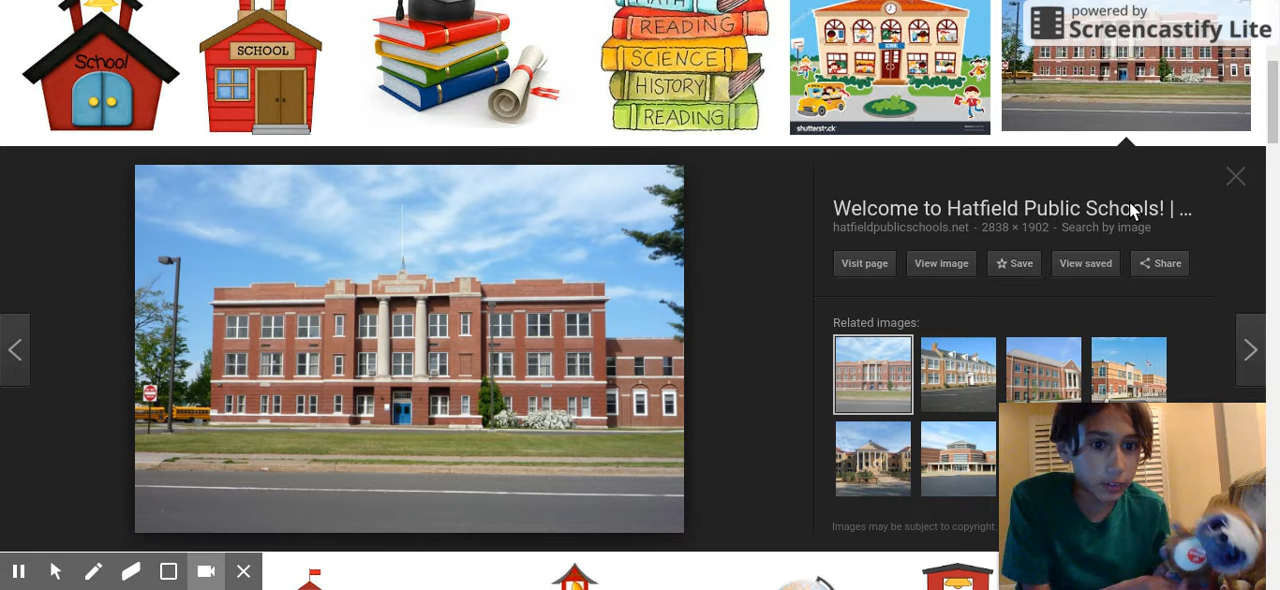 powered by
Screencastify Lite
School
SCHOOL
MATH
READING
SCIENCE
HISTORY
READING
SCHOOL
shutterstock
Welcome to Hatfield Public Schools! | ...
hatfieldpublicschools.net - 2838 × 1902 - Search by image
Visit page
View image
Save
View saved
Share
Related images:
Images may be subject to copyright.